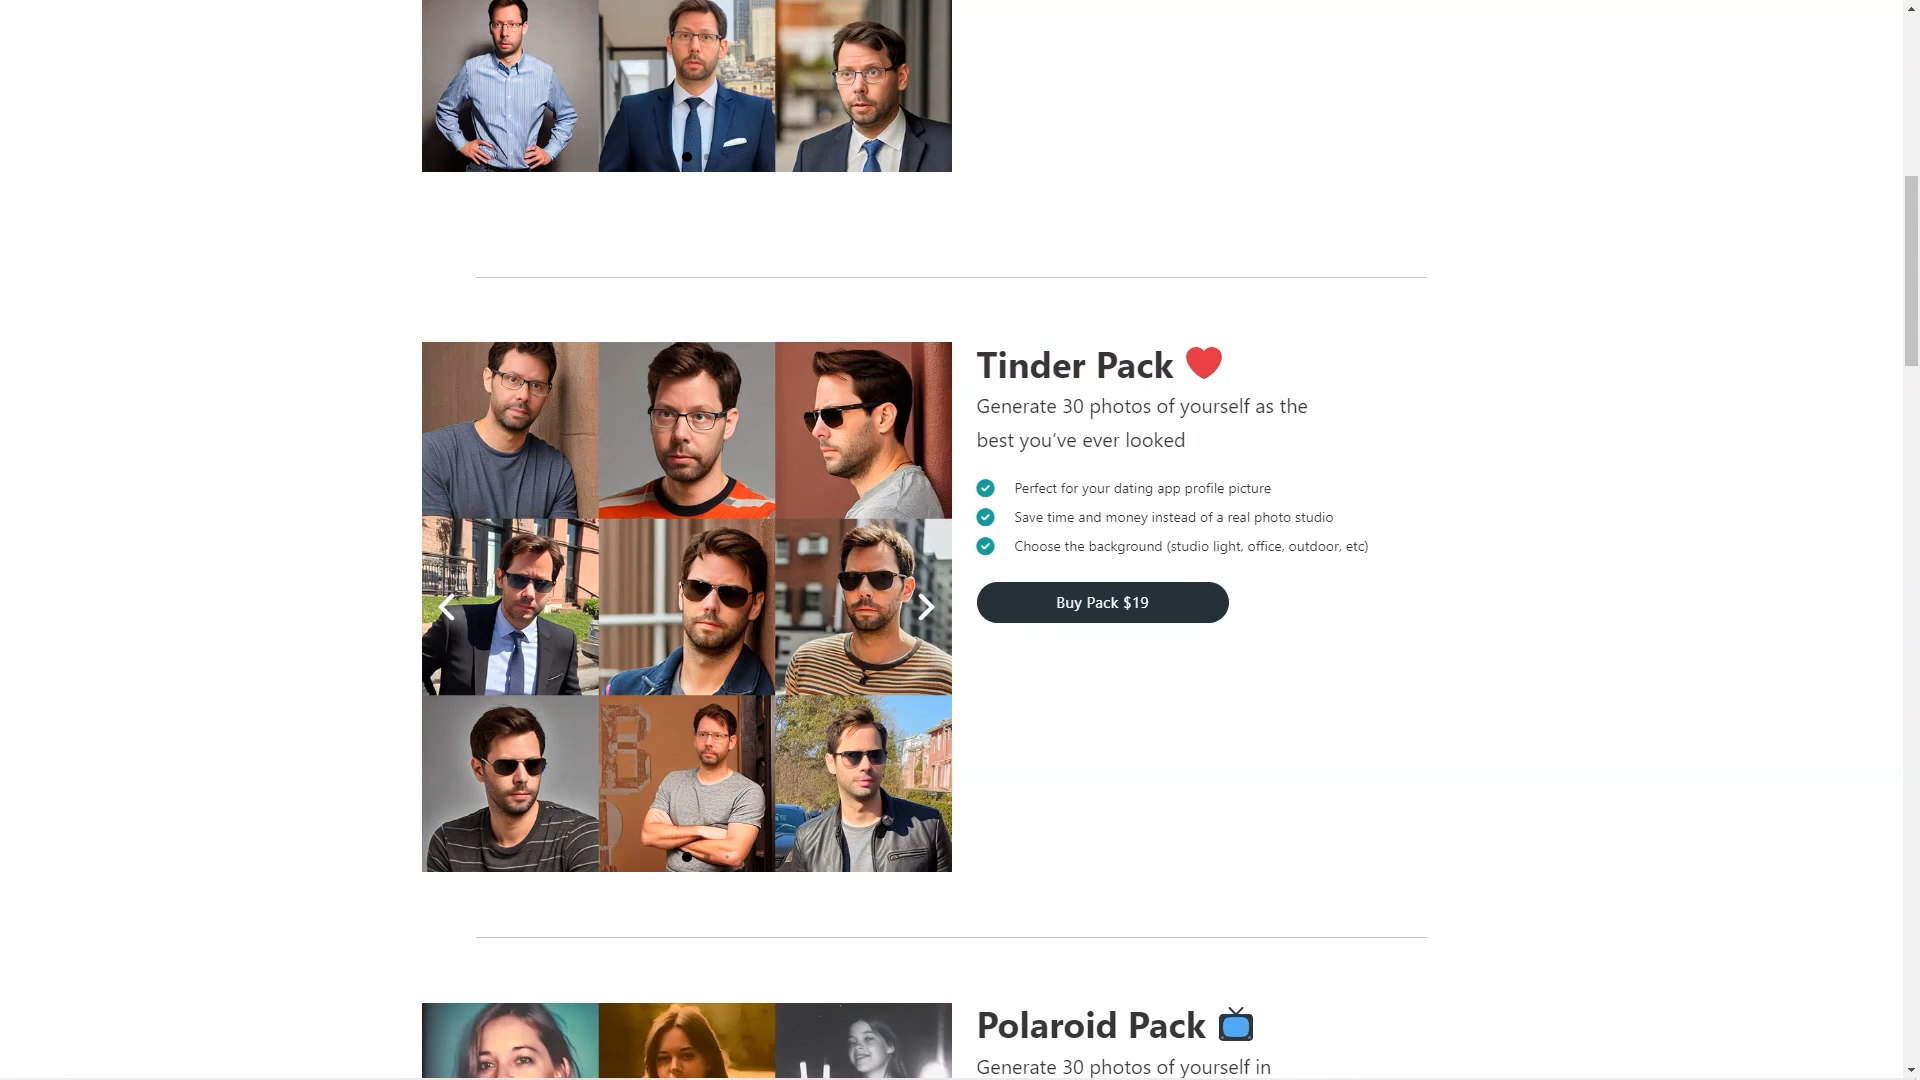 Tinder Pack ❤️
Generate 30 photos of yourself as the
best you’ve ever looked
Perfect for your dating app profile picture
Save time and money instead of a real photo studio
Choose the background (studio light, office, outdoor, etc)
Buy Pack $19
Polaroid Pack 📺
Generate 30 photos of yourself in